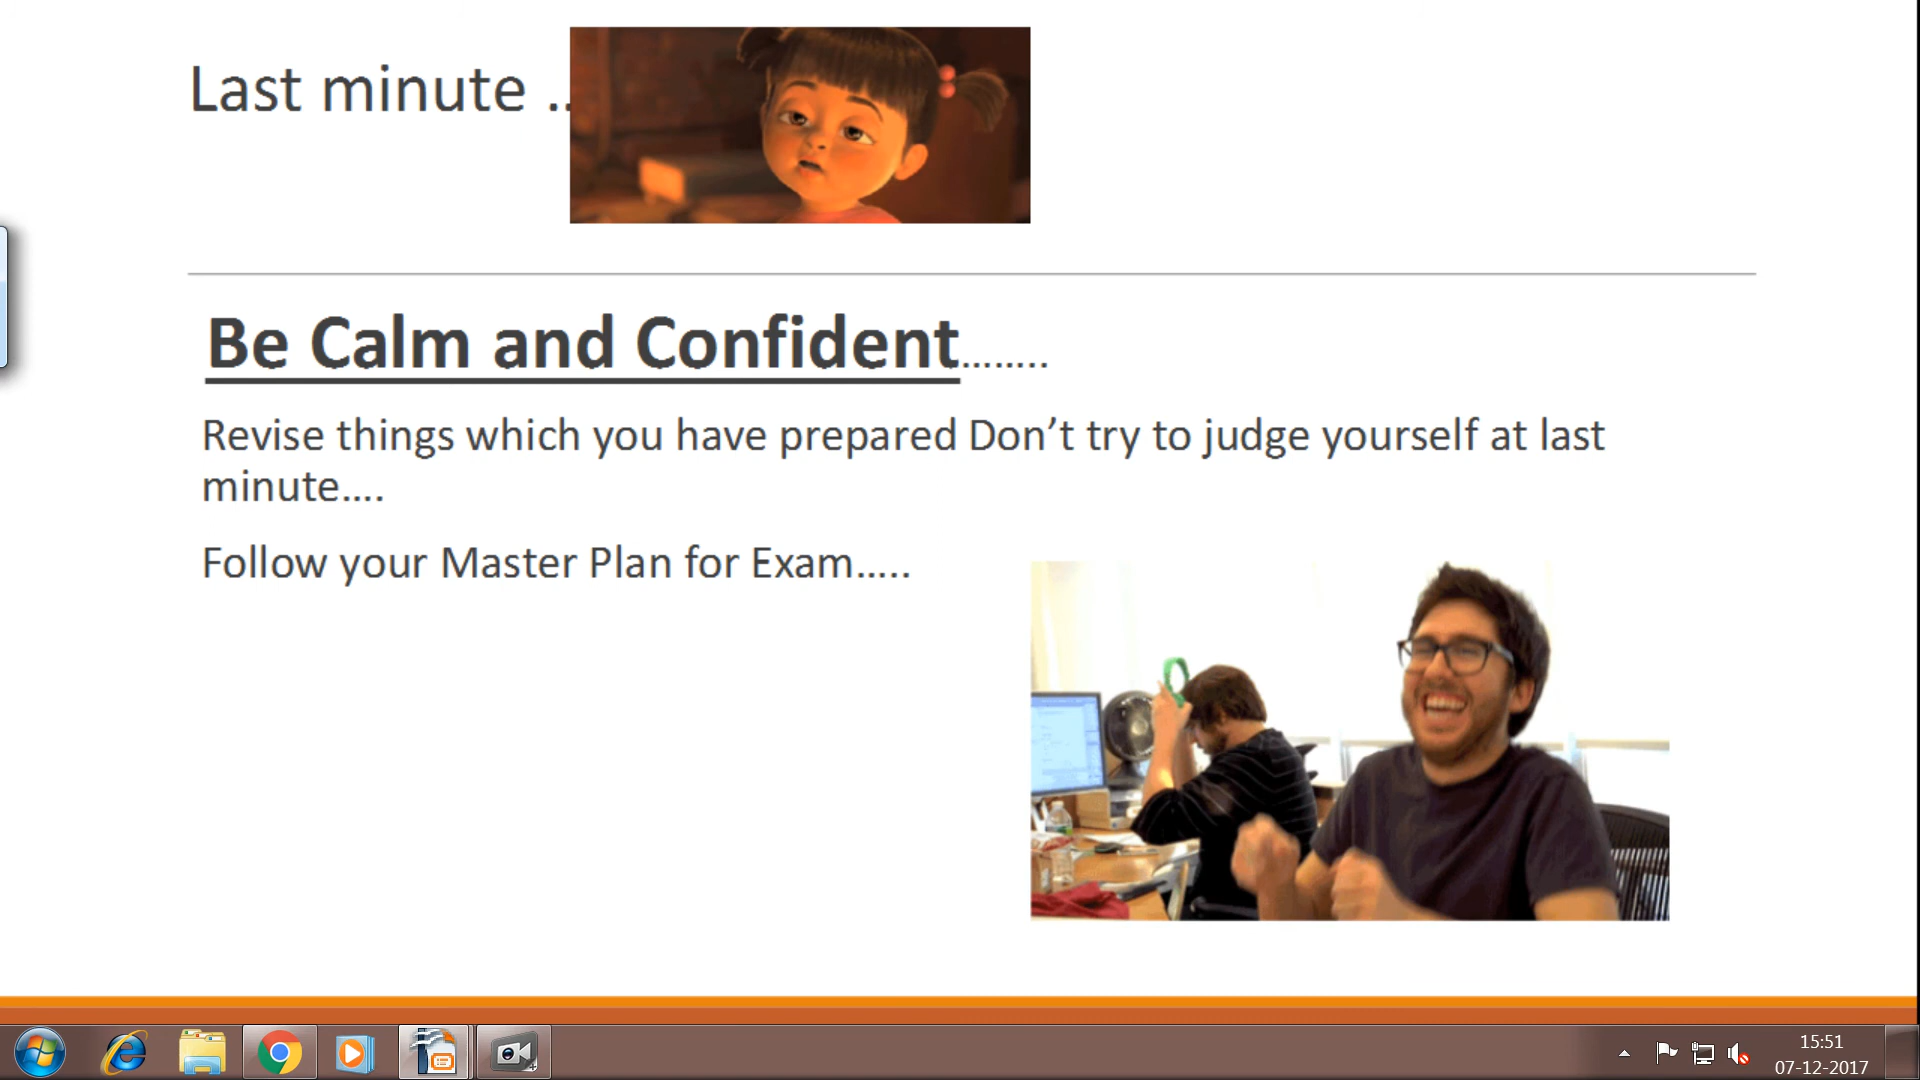 Last minute ..
Be Calm and Confident........
Revise things which you have prepared Don’t try to judge yourself at last
minute....
Follow your Master Plan for Exam.....
15:51
07-12-2017